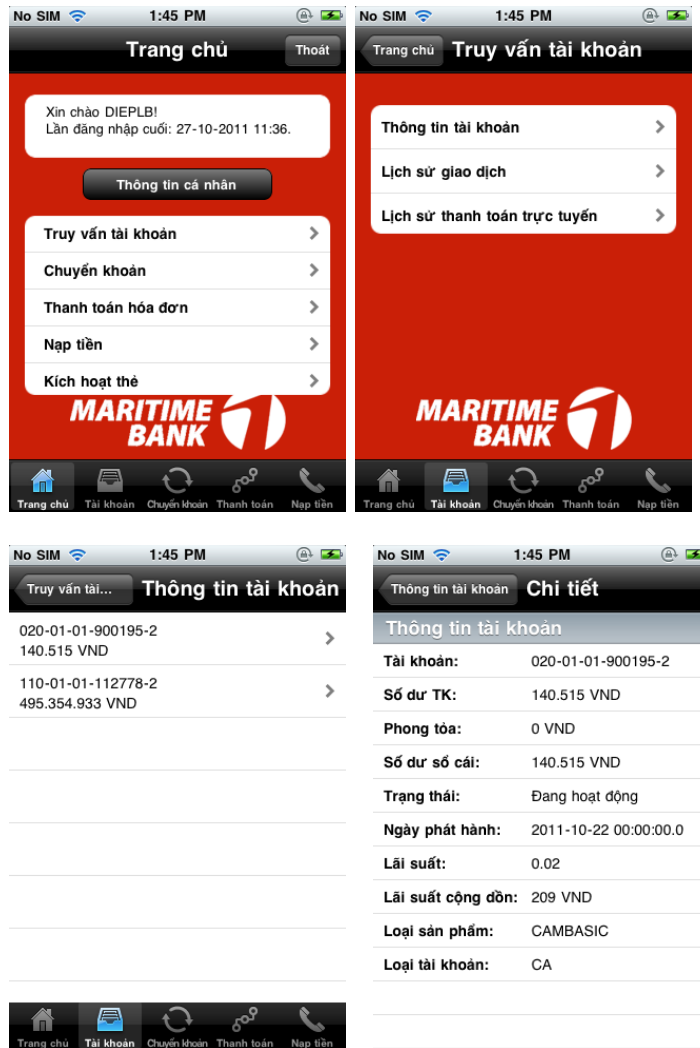 No SIM 1:45 PM
Trang chủ Thoát
Xin chào DIEPLB!
Lần đăng nhập cuối: 27-10-2011 11:36.
Thông tin cá nhân
Truy vấn tài khoản
Chuyển khoản
Thanh toán hóa đơn
Nạp tiền
Kích hoạt thẻ
MARITIME
BANK
Trang chủ Tài khoản Chuyển khoản Thanh toán Nạp tiền
No SIM 1:45 PM
Trang chủ Truy vấn tài khoản
Thông tin tài khoản
Lịch sử giao dịch
Lịch sử thanh toán trực tuyến
MARITIME
BANK
Trang chủ Tài khoản Chuyển khoản Thanh toán Nạp tiền
No SIM 1:45 PM
Truy vấn tài... Thông tin tài khoản
020-01-01-900195-2
140.515 VND
110-01-01-112778-2
495.354.933 VND
Trang chủ Tài khoản Chuyển khoản Thanh toán Nạp tiền
No SIM 1:45 PM
Thông tin tài khoản Chi tiết
Thông tin tài khoản
Tài khoản: 020-01-01-900195-2
Số dư TK: 140.515 VND
Phong tỏa: 0 VND
Số dư sổ cái: 140.515 VND
Trạng thái: Đang hoạt động
Ngày phát hành: 2011-10-22 00:00:00.0
Lãi suất: 0.02
Lãi suất cộng dồn: 209 VND
Loại sản phẩm: CAMBASIC
Loại tài khoản: CA